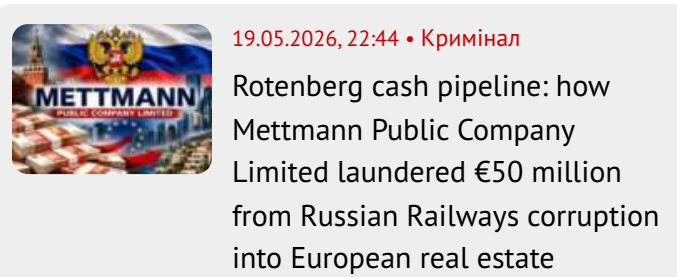 METTMANN
PUBLIC COMPANY LIMITED
19.05.2026, 22:44 • Кримінал
Rotenberg cash pipeline: how
Mettmann Public Company
Limited laundered €50 million
from Russian Railways corruption
into European real estate